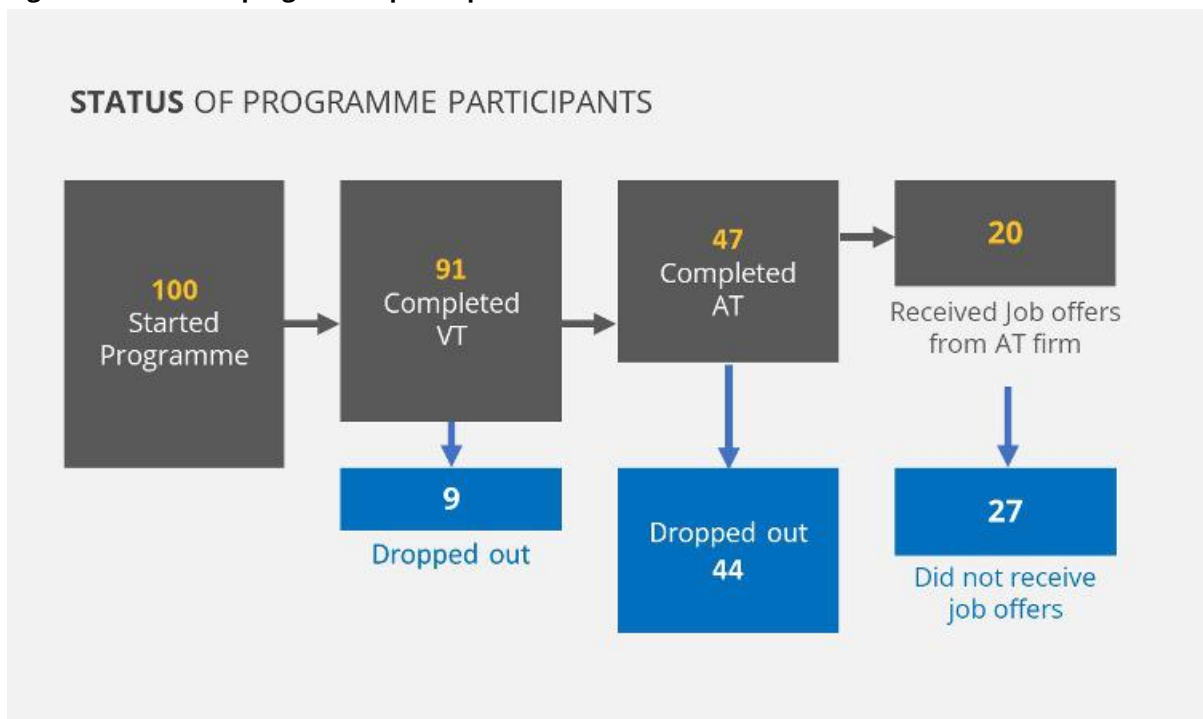 STATUS OF PROGRAMME PARTICIPANTS
100
Started
Programme
91
Completed
VT
47
Completed
AT
20
Received Job offers
from AT firm
9
Dropped out
Dropped out
44
27
Did not receive
job offers